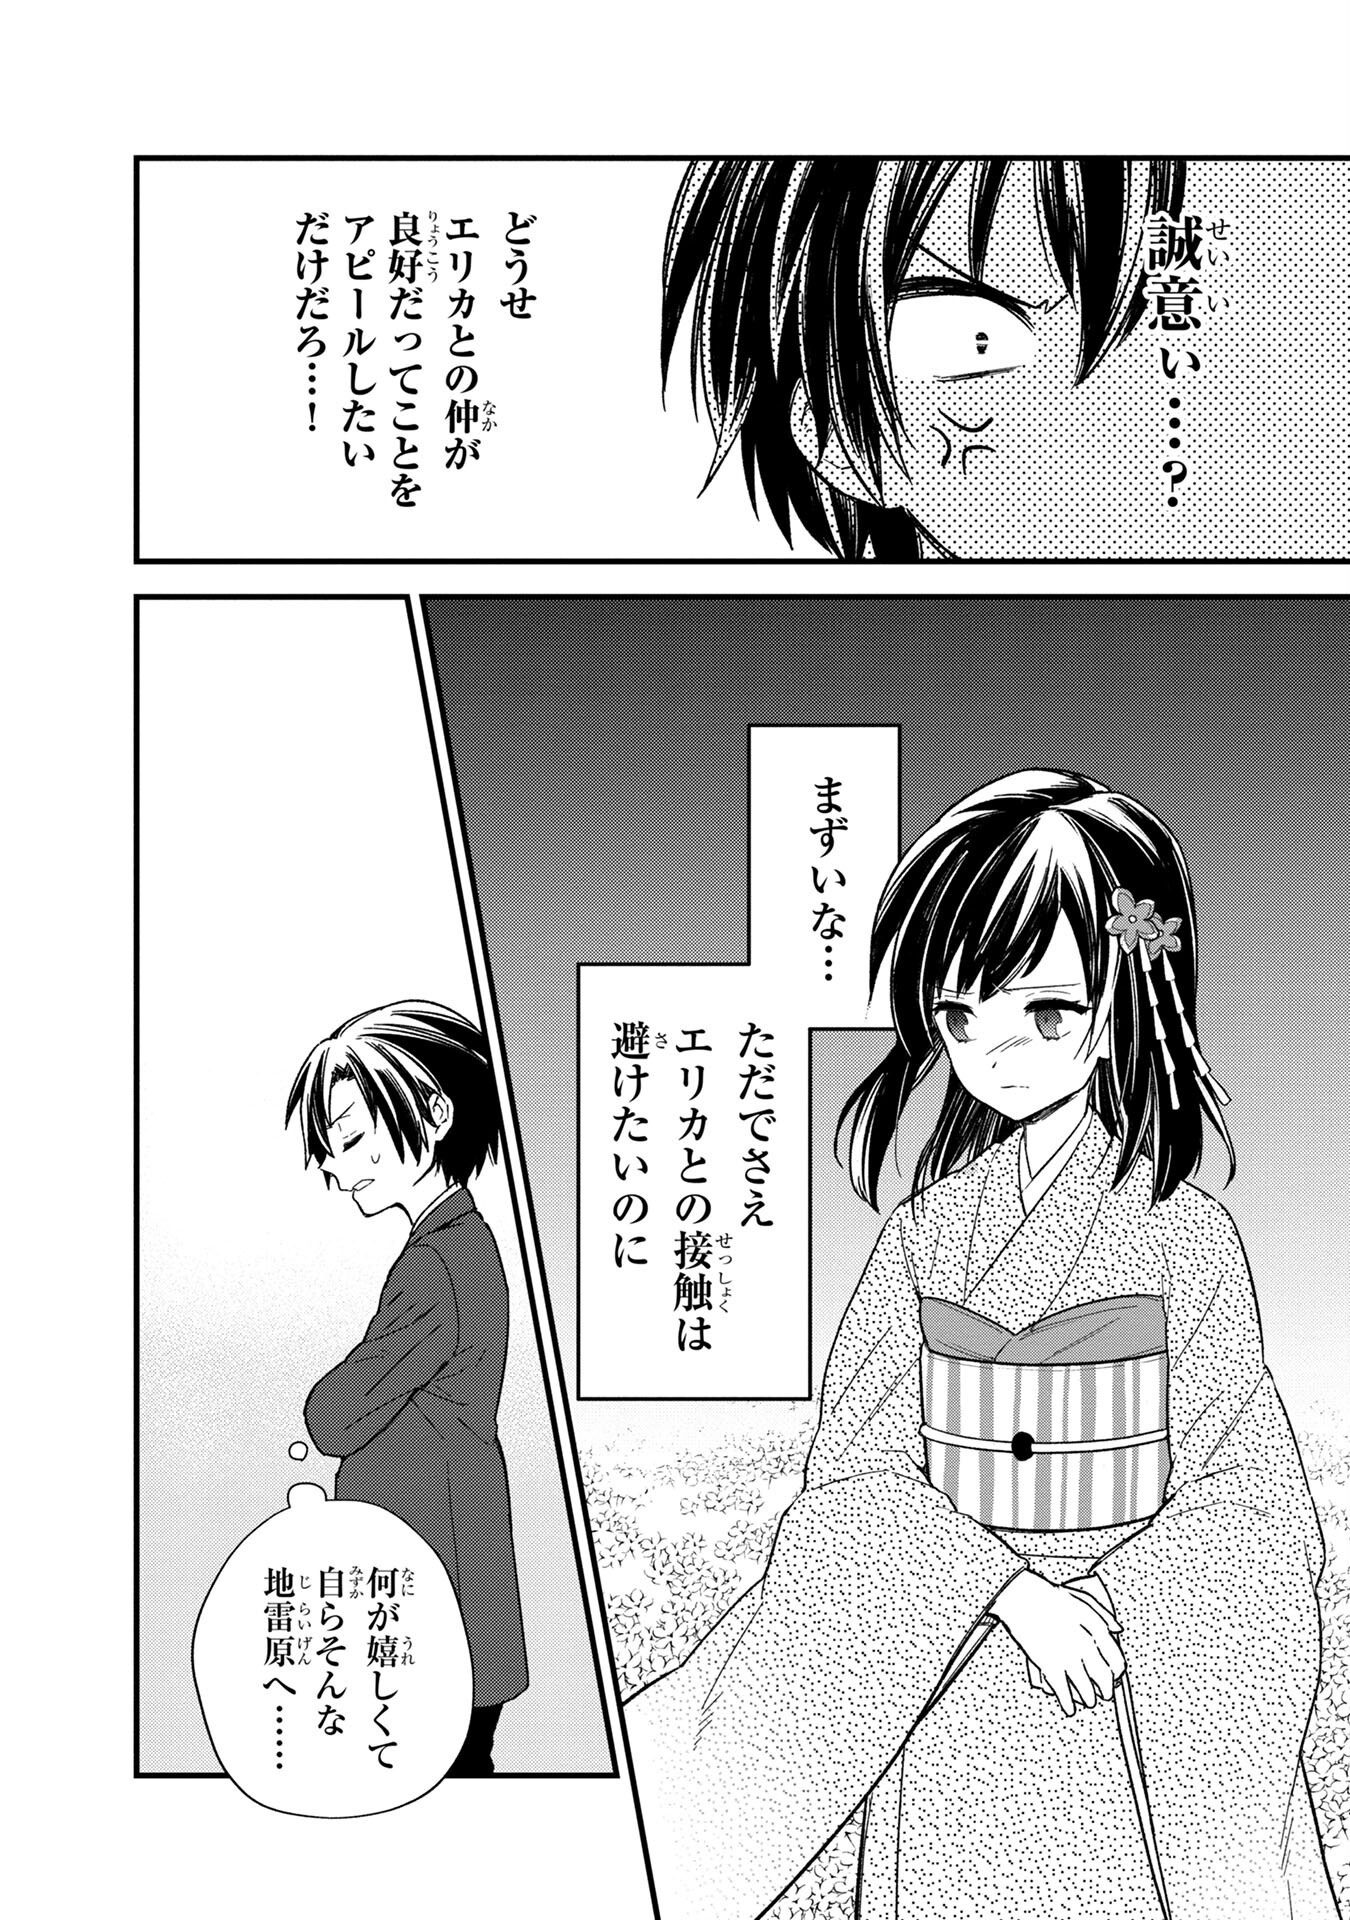 誠意ぃ…？
どうせ
エリカとの仲が
良好だってことを
アピールしたい
だけだろ…！
まずいな…
ただでさえ
エリカとの接触は
避けたいのに
何が嬉しくて
自らそんな
地雷原へ……